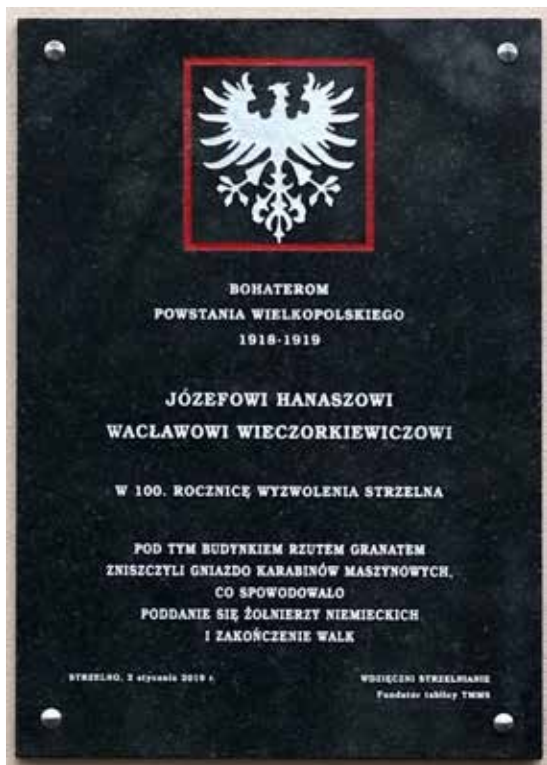 BOHATEROM
POWSTANIA WIELKOPOLSKIEGO
1918-1919
JÓZEFOWI HANASZOWI
WACŁAWOWI WIECZORKIEWICZOWI
W 100. ROCZNICĘ WYZWOLENIA STRZELNA
POD TYM BUDYNKIEM RZUTEM GRANATEM
ZNISZCZYLI GNIAZDO KARABINÓW MASZYNOWYCH,
CO SPOWODOWAŁO
PODDANIE SIĘ ŻOŁNIERZY NIEMIECKICH
I ZAKOŃCZENIE WALK
STRZELNO, 2 stycznia 2019 r.
WDZIĘCZNI STRZELNIANIE
Fundator tablicy TMMS